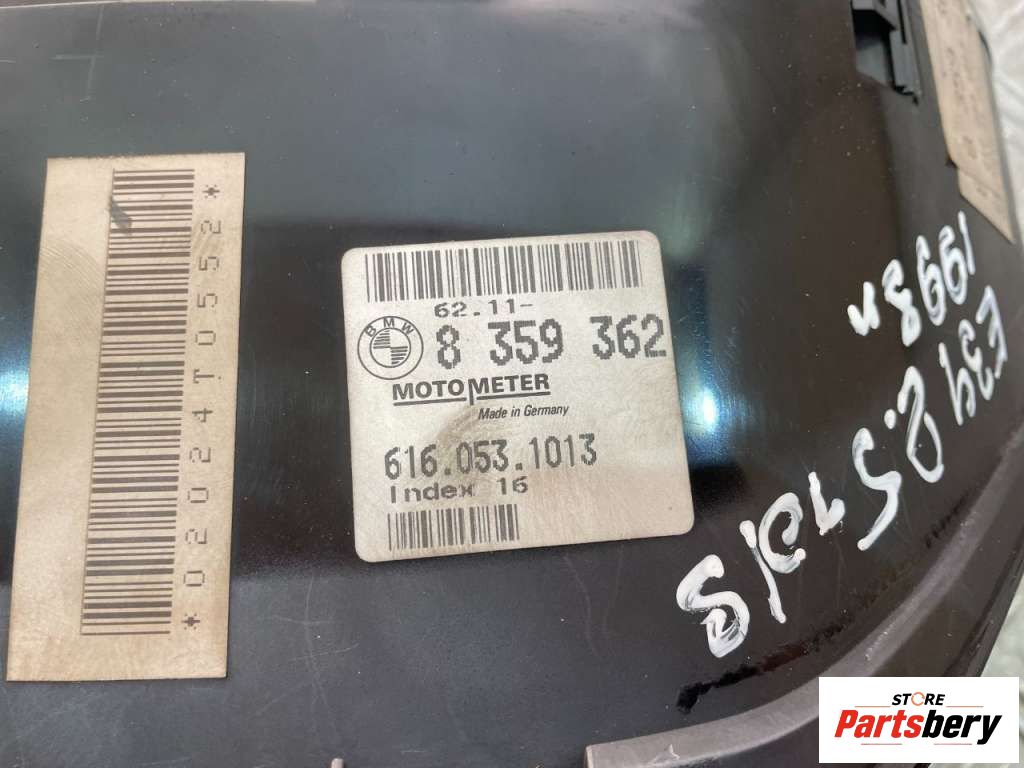 *02024T0552*
62.11-
BMW
8 359 362
MOTOMETER
Made in Germany
616.053.1013
Index 16
1998
E39 2.5
STORE
Partsbery